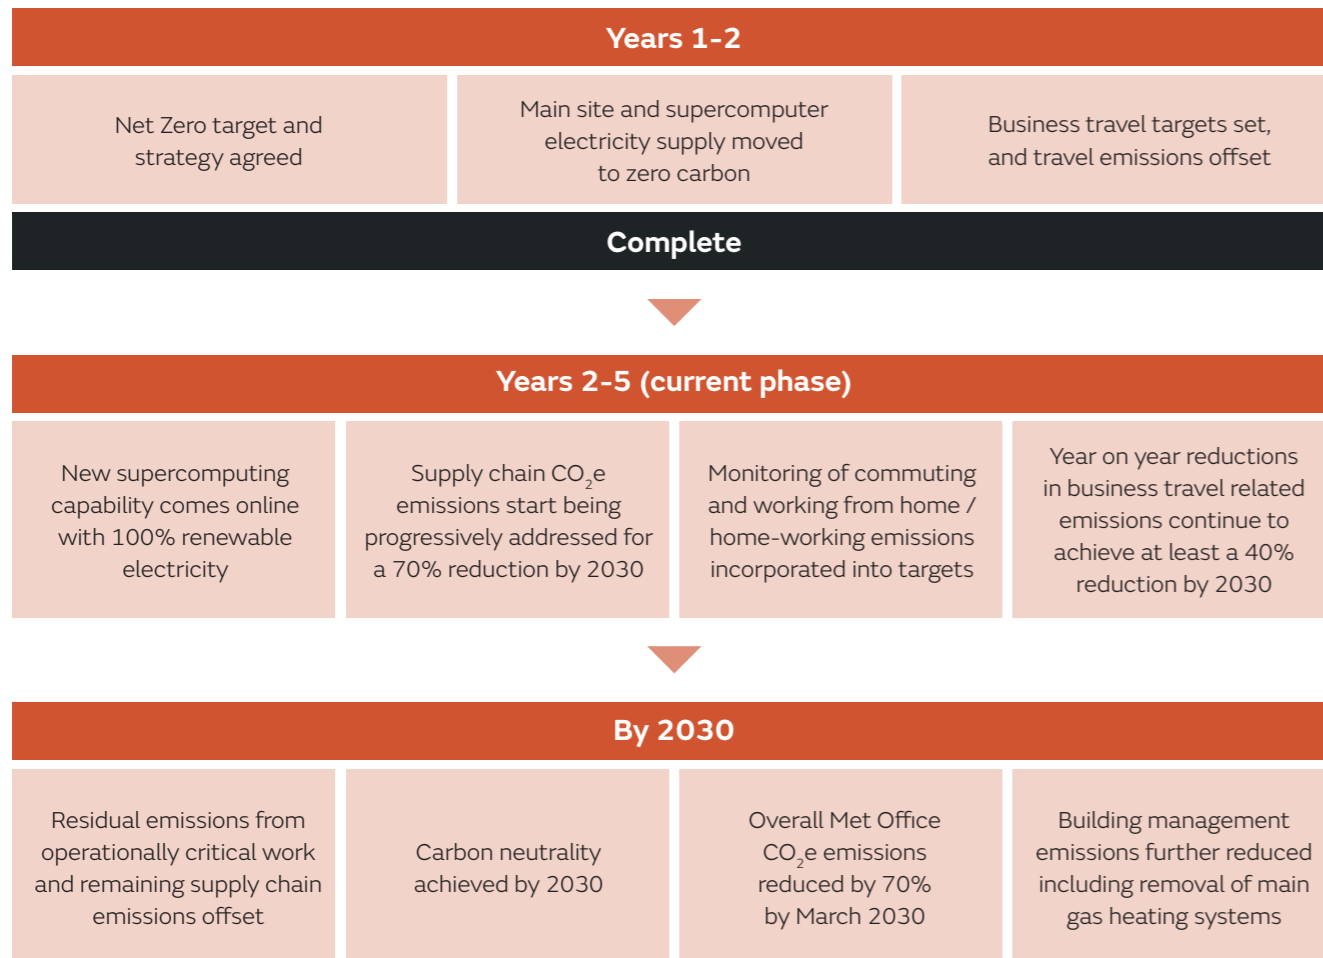 Years 1-2
Net Zero target and
strategy agreed
Main site and supercomputer
electricity supply moved
to zero carbon
Business travel targets set,
and travel emissions offset
Complete
Years 2-5 (current phase)
New supercomputing
capability comes online
with 100% renewable
electricity
Supply chain CO₂e
emissions start being
progressively addressed for
a 70% reduction by 2030
Monitoring of commuting
and working from home /
home-working emissions
incorporated into targets
Year on year reductions
in business travel related
emissions continue to
achieve at least a 40%
reduction by 2030
By 2030
Residual emissions from
operationally critical work
and remaining supply chain
emissions offset
Carbon neutrality
achieved by 2030
Overall Met Office
CO₂e emissions
reduced by 70%
by March 2030
Building management
emissions further reduced
including removal of main
gas heating systems